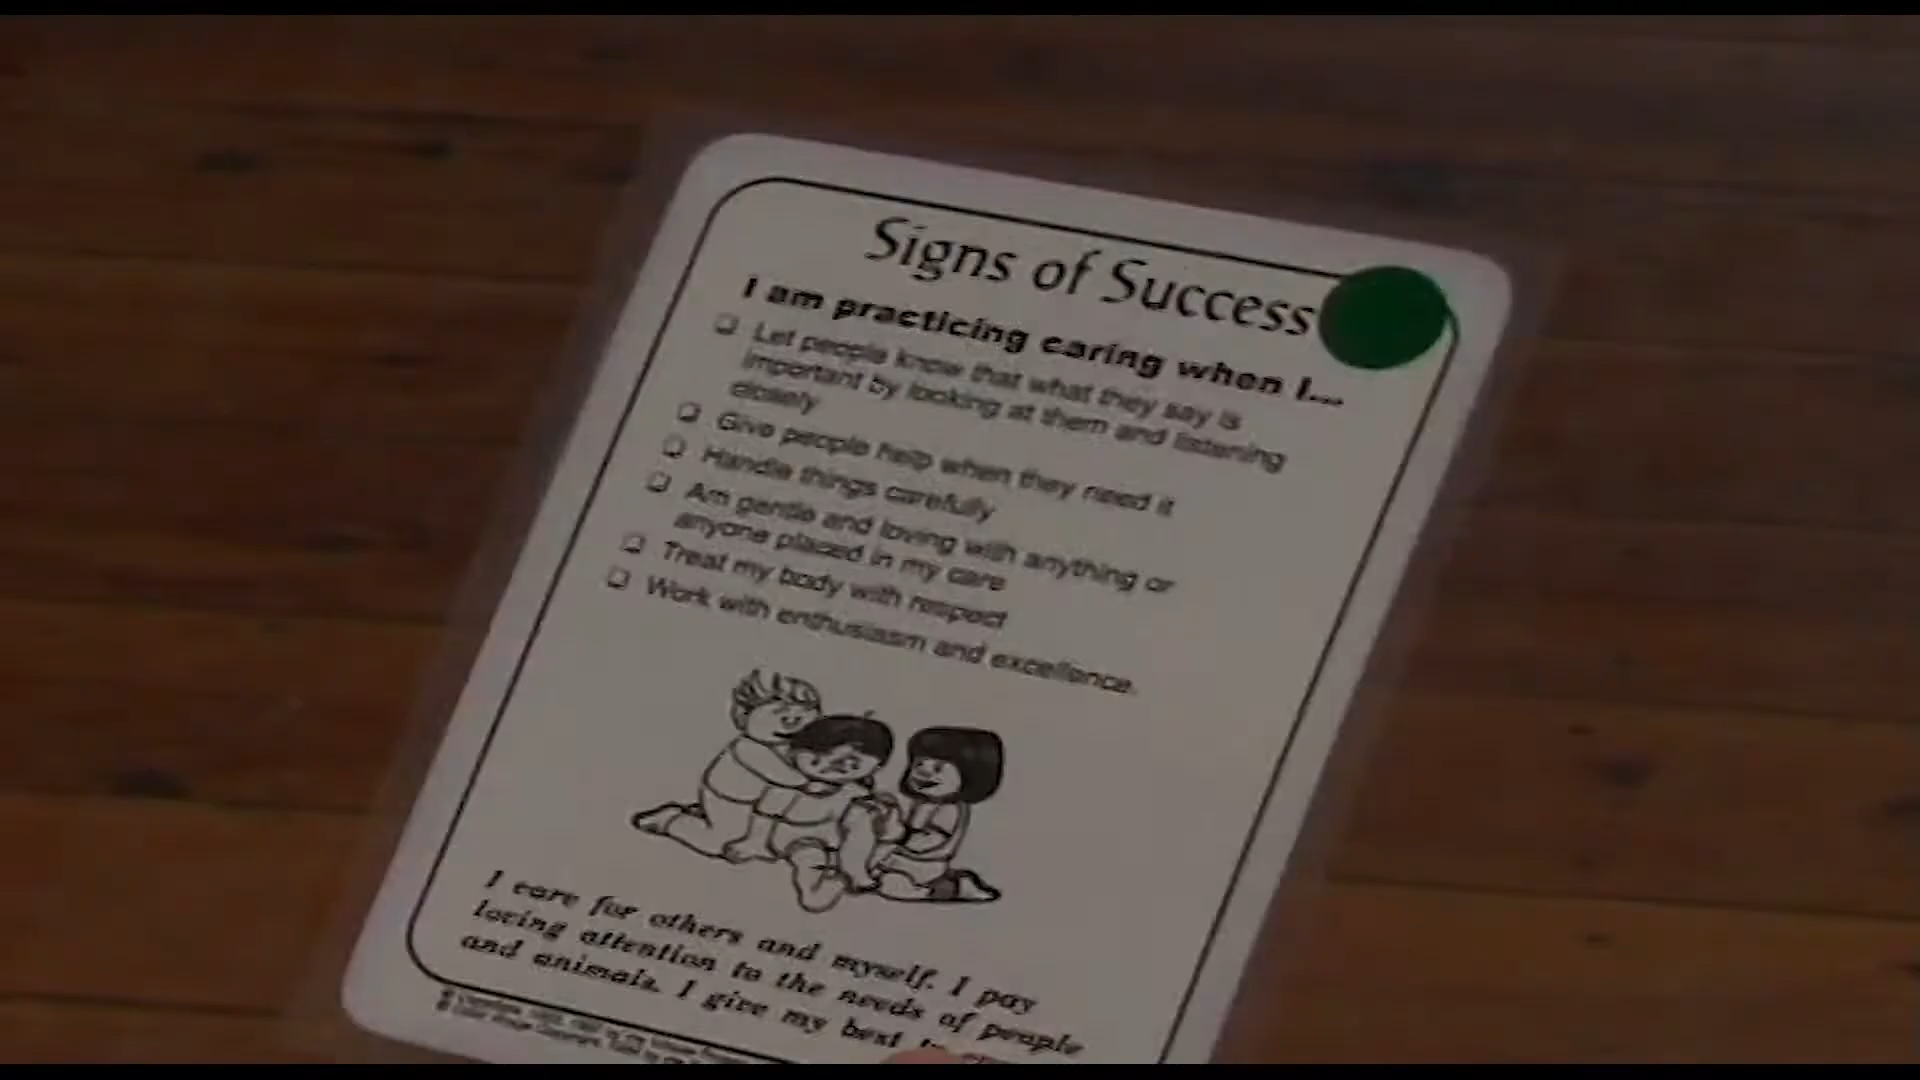 Signs of Success
I am practicing caring when I...
❏ Let people know that what they say is
important by looking at them and listening
closely
❏ Give people help when they need it
❏ Handle things carefully
❏ Am gentle and loving with anything or
anyone placed in my care
❏ Treat my body with respect
❏ Work with enthusiasm and excellence.
I care for others and myself. I pay
loving attention to the needs of people
and animals. I give my best